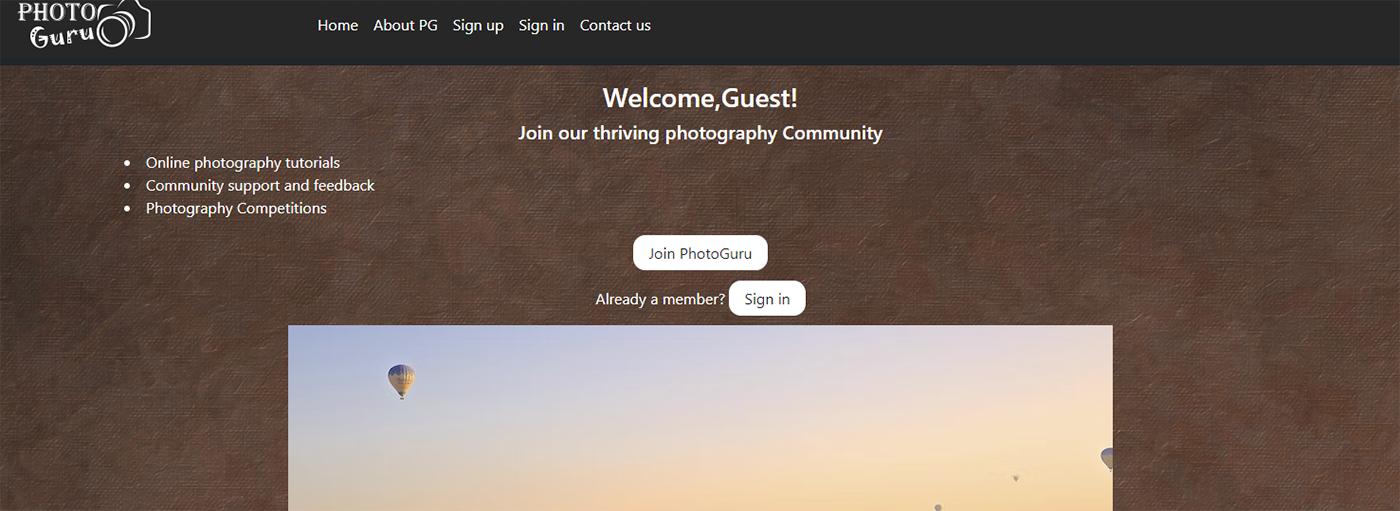 PHOTO
Guru
Home About PG Sign up Sign in Contact us
Welcome,Guest!
Join our thriving photography Community
Online photography tutorials
Community support and feedback
Photography Competitions
Join PhotoGuru
Already a member? Sign in